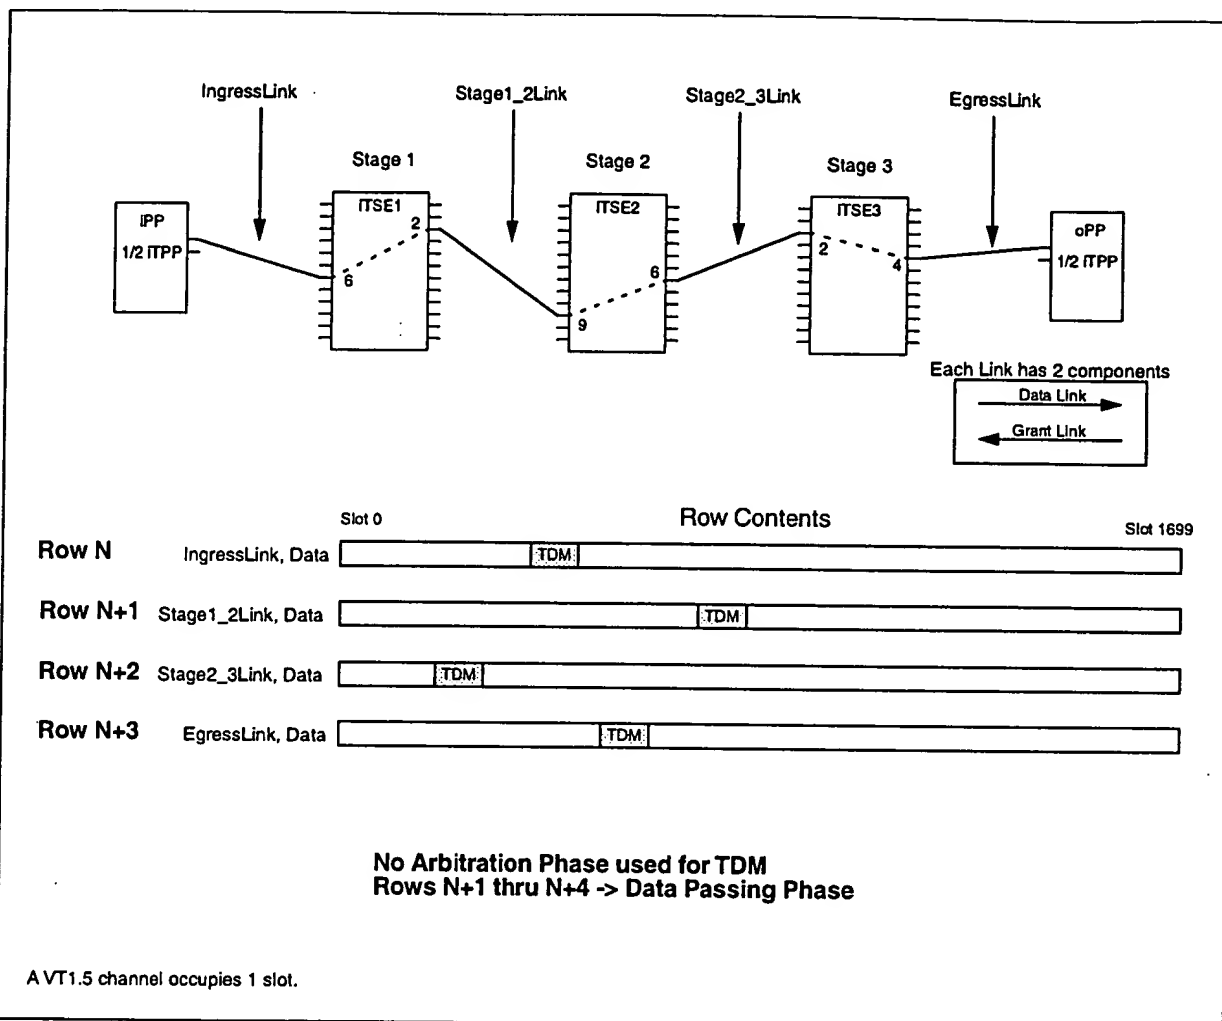 IngressLink
Stage1_2Link
Stage2_3Link
EgressLink
Stage 1
Stage 2
Stage 3
iPP
1/2 iTPP
ITSE1
2
6
ITSE2
6
9
ITSE3
2
4
oPP
1/2 iTPP
Each Link has 2 components
Data Link
Grant Link
Slot 0
Row Contents
Slot 1699
Row N IngressLink, Data TDM
Row N+1 Stage1_2Link, Data TDM
Row N+2 Stage2_3Link, Data TDM
Row N+3 EgressLink, Data TDM
No Arbitration Phase used for TDM
Rows N+1 thru N+4 -> Data Passing Phase
A VT1.5 channel occupies 1 slot.